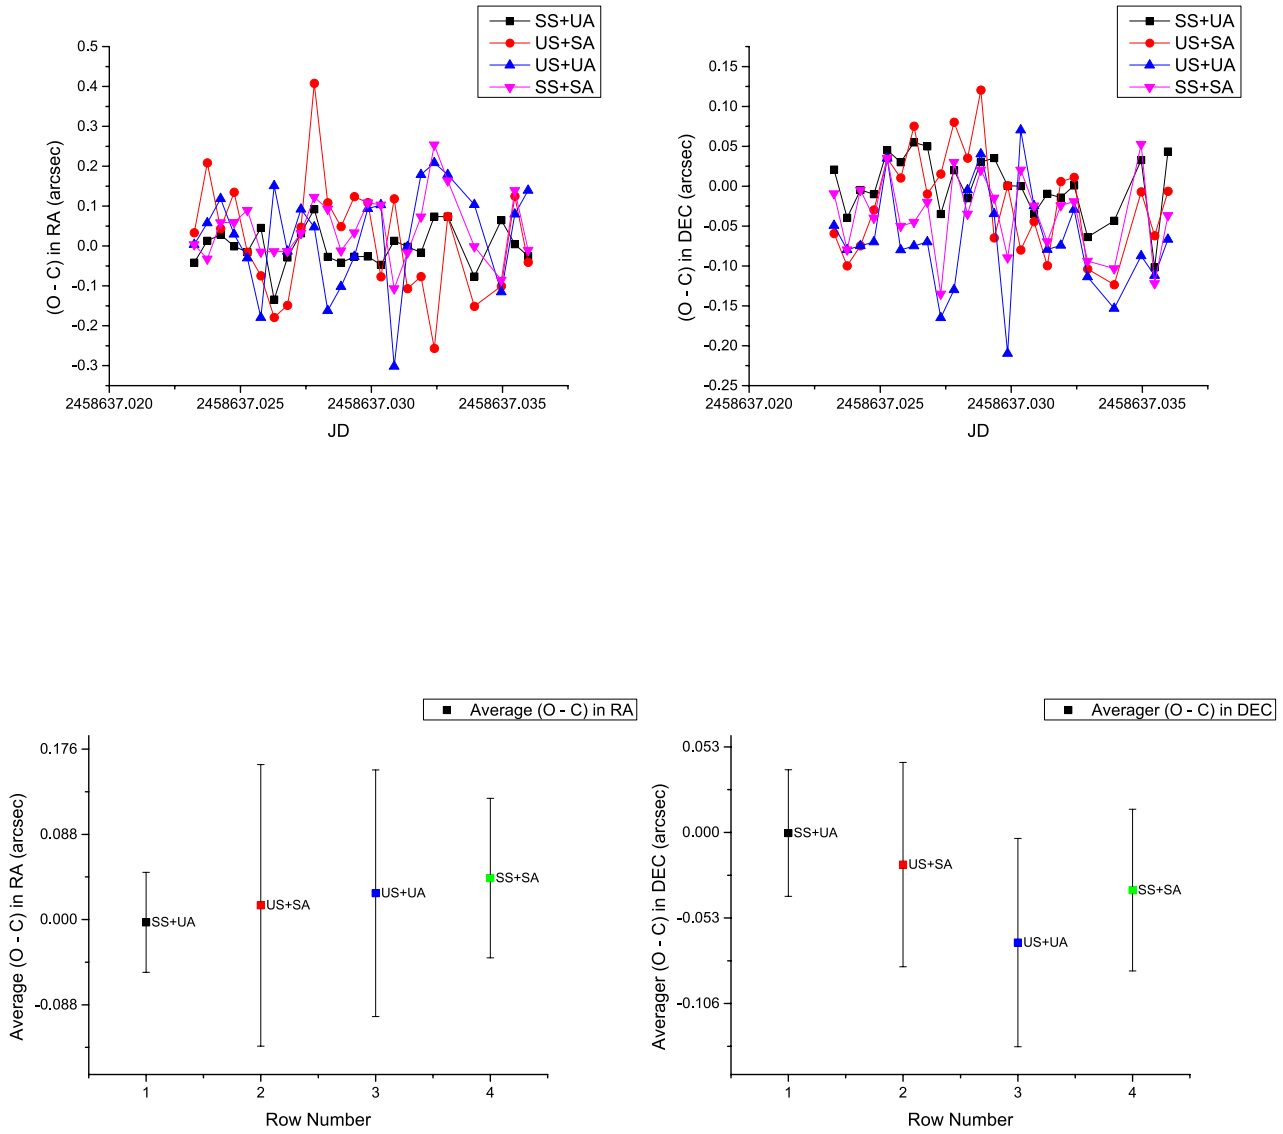 SS+UA
US+SA
US+UA
SS+SA
0.5
0.4
0.3
0.2
0.1
0.0
-0.1
-0.2
-0.3
(O - C) in RA (arcsec)
2458637.020
2458637.025
2458637.030
2458637.035
JD
SS+UA
US+SA
US+UA
SS+SA
0.15
0.10
0.05
0.00
-0.05
-0.10
-0.15
-0.20
-0.25
(O - C) in DEC (arcsec)
2458637.020
2458637.025
2458637.030
2458637.035
JD
Average (O - C) in RA
0.176
0.088
0.000
-0.088
Average (O - C) in RA (arcsec)
SS+UA
US+SA
US+UA
SS+SA
1
2
3
4
Row Number
Averager (O - C) in DEC
0.053
0.000
-0.053
-0.106
Averager (O - C) in DEC (arcsec)
SS+UA
US+SA
US+UA
SS+SA
1
2
3
4
Row Number